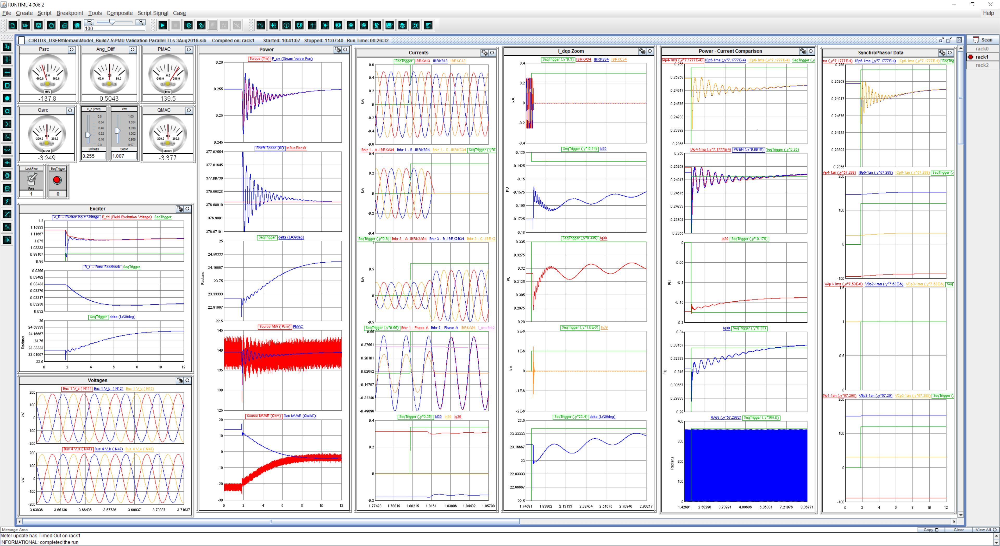 RUNTIME 4.006.2
File Create Script Breakpoint Tools Composite Script Signal Case Help
100
C:\RTDS_USER\fileman\Model_Build7.5\PMU Validation Parallel TLs 3Aug2016.sib Compiled on: rack1 Started: 10:41:07 Stopped: 11:07:40 Run Time: 00:26:32
Scan
rack0
rack1
rack2
Psrc
-400.0 0.0 400.0
MW
-137.8
Ang_Diff
-60.0 0.0 60.0
0.5043
PMAC
-200.0 0.0 200.0
MW
139.5
Qsrc
-200.0 0.0 200.0
MVar
-3.249
P_c (Pset)
0.8
0.64
0.48
0.32
0.16
0.0
unitless
0.255
Vref
1.05
1.034
1.018
1.002
0.986
0.97
Set Pt
1.007
QMAC
-200.0 0.0 200.0
MVAR
-3.377
LockFree
Free
1
SeqTrigger
0
Exciter
V_R -- Exciter Input Voltage E_fd (Field Excitation Voltage) SeqTrigger
1.2
1.15833
1.11667
1.075
1.03333
0.99167
0.95
R_f -- Rate Feedback SeqTrigger
0.0355
0.03492
0.03433
0.03375
0.03317
0.03258
0.032
SeqTrigger delta (LA39deg)
Radians
25
24.58333
24.16667
23.75
23.33333
22.91667
22.5
0 2 4 6 8 10 12
Voltages
Bus 1 V_a ( N11) Bus 1 V_b ( N12) Bus 1 V_c ( N13)
kV
200
100
0
-100
-200
Bus 4 V_a ( N41) Bus 4 V_b ( N42) Bus 4 V_c ( N43)
kV
200
100
0
-100
-200
3.63836 3.65136 3.66436 3.67736 3.69037 3.70337 3.71637
Power
Torque (Tm) P_sv (Steam Valve Psn)
0.26
0.255
0.25
0.245
Shaft Speed (W) InBusElecW
377.02554
377.01645
377.00736
376.99828
376.98919
376.9801
376.97101
SeqTrigger delta (LA39deg)
Radians
25
24.58333
24.16667
23.75
23.33333
22.91667
22.5
Source MW (-Psrc) PMAC
145
140
135
130
125
Source MVAR (Qsrc) Gen MVAR (QMAC)
20
10
0
-10
-20
-30
0 2 4 6 8 10 12
Currents
SeqTrigger IBRKA13 IBRKB13 IBRKC13
kA
0.6
0.4
0.2
0
-0.2
-0.4
-0.6
Brkr 1 - A-IBRKA34 Brkr 1 - B -IBRKB34 Brkr 1 - C -IBRKC34 SeqTrigger (,y*0.
kA
0.4
0.2
0
-0.2
-0.4
SeqTrigger (,y*0.6) Brkr 3 - A -IBRK2A34 Brkr 3 - B -IBRK2B34 Brkr 3 - C -IBRK2
kA
1
0.5
0
-0.5
SeqTrigger (,y*0.55) Brkr 1 - Phase A Brkr 2 - Phase A IBRKA34 I_rmsBrk2
0.55
0.37551
0.20101
0.02652
-0.14797
-0.32246
-0.49696
SeqTrigger (,y*0.35) Id39 In39 Iq39
0.4
0.2
0
-0.2
1.77423 1.78819 1.80215 1.8161 1.83006 1.84402 1.85798
I_dqo Zoom
SeqTrigger (,y*0.3) IBRKA34 IBRKB34 IBRKC34
kA
0.4
0.2
0
-0.2
-0.4
SeqTrigger (,y*-0.14) Id39
PU
-0.135
-0.1425
-0.15
-0.1575
-0.165
-0.1725
-0.18
SeqTrigger (,y*0.335) Iq39
PU
0.335
0.3275
0.32
0.3125
0.305
0.2975
0.29
SeqTrigger (,y*1.0E-6) In39
kA
2E-6
1E-6
0
-1E-6
-2E-6
SeqTrigger (,y*23.4) delta (LA39deg)
23.5
23.33333
23.16667
23
22.83333
22.66667
22.5
1.74591 1.93862 2.13133 2.32404 2.51675 2.70946 2.90217
Power - Current Comparison
IAp4-1ma (,y*7.1777E-4) IBp5-1ma (,y*7.1777E-4) ICp6-1ma (,y*7.1777E-4) SeqTrigger (,y
0.256
0.25258
0.24917
0.24575
0.24233
0.23892
0.2355
IAp4-1ma (,y*7.1777E-4) PGEN (,y*0.0018) SeqTrigger (,y*0.25)
0.256
0.25258
0.24917
0.24575
0.24233
0.23892
0.2355
Id39 SeqTrigger (,y*-0.175)
PU
0
-0.05
-0.1
-0.15
-0.2
Iq39 SeqTrigger (,y*0.33)
PU
0.34
0.33167
0.32333
0.315
0.30667
0.29833
0.29
RA39 (,y*57.2982) SeqTrigger (,y*365.0)
Radians
400
300
200
100
0
1.42601 2.58296 3.73991 4.89686 6.05381 7.21076 8.36771
SynchroPhasor Data
ma (,y*7.1777E-4) IBp5-1ma (,y*7.1777E-4) ICp6-1ma (,y*7.1777E-4) SeqTrig
0.256
0.25258
0.24917
0.24575
0.24233
0.23892
0.2355
Ap4-1an (,y*57.298) IBp5-1an (,y*57.298) ICp6-1an (,y*57.298) SeqTrigger (,
200
100
0
-100
VAp1-1ma (,y*7.53E-6) VBp2-1ma (,y*7.53E-6) VCp3-1ma (,y*7.53E-6) Seq
1.5
1
0.5
0
VAp1-1an (,y*57.298) VBp2-1an (,y*57.29) VCp3-1an (,y*57.298) SeqTrigger (,
200
100
0
-100
0 2 4 6 8 10 12
Message Area
Copy Clear View All
Meter update has Timed Out on rack1
INFORMATIONAL: completed the run